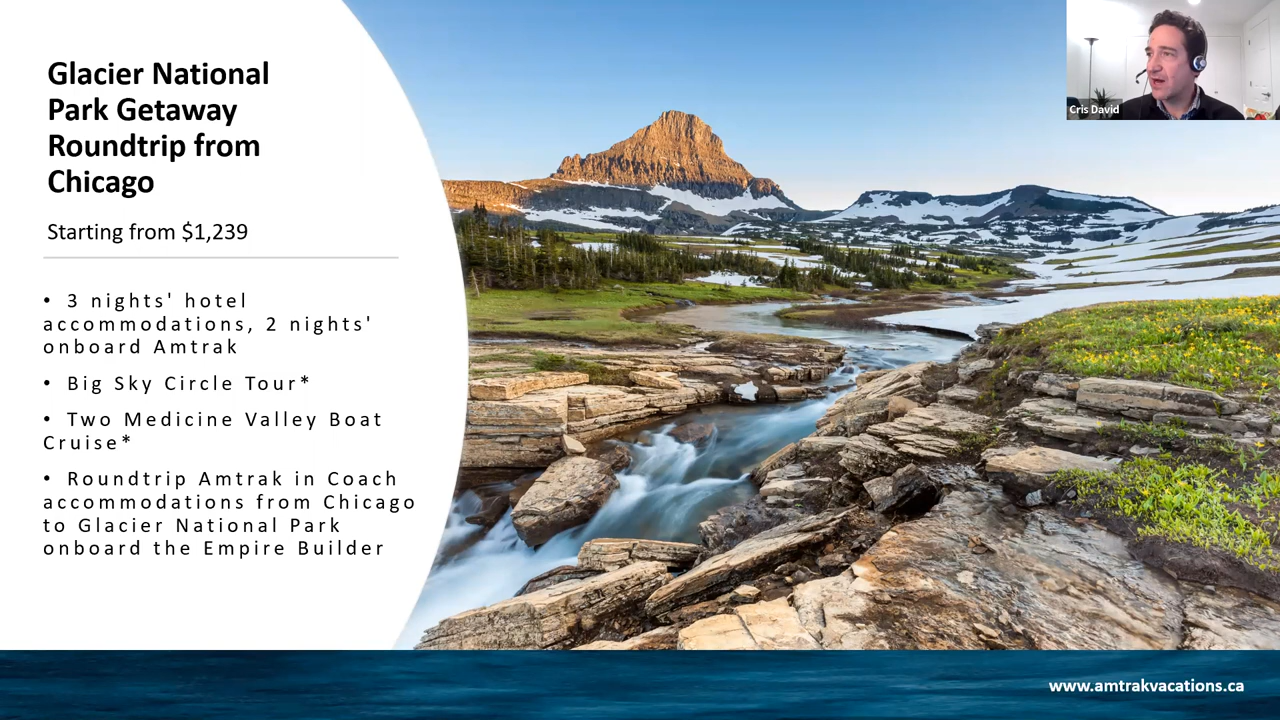 Glacier National
Park Getaway
Roundtrip from
Chicago
Starting from $1,239
• 3 nights' hotel
accommodations, 2 nights'
onboard Amtrak
• Big Sky Circle Tour*
• Two Medicine Valley Boat
Cruise*
• Roundtrip Amtrak in Coach
accommodations from Chicago
to Glacier National Park
onboard the Empire Builder
Cris David
www.amtrakvacations.ca